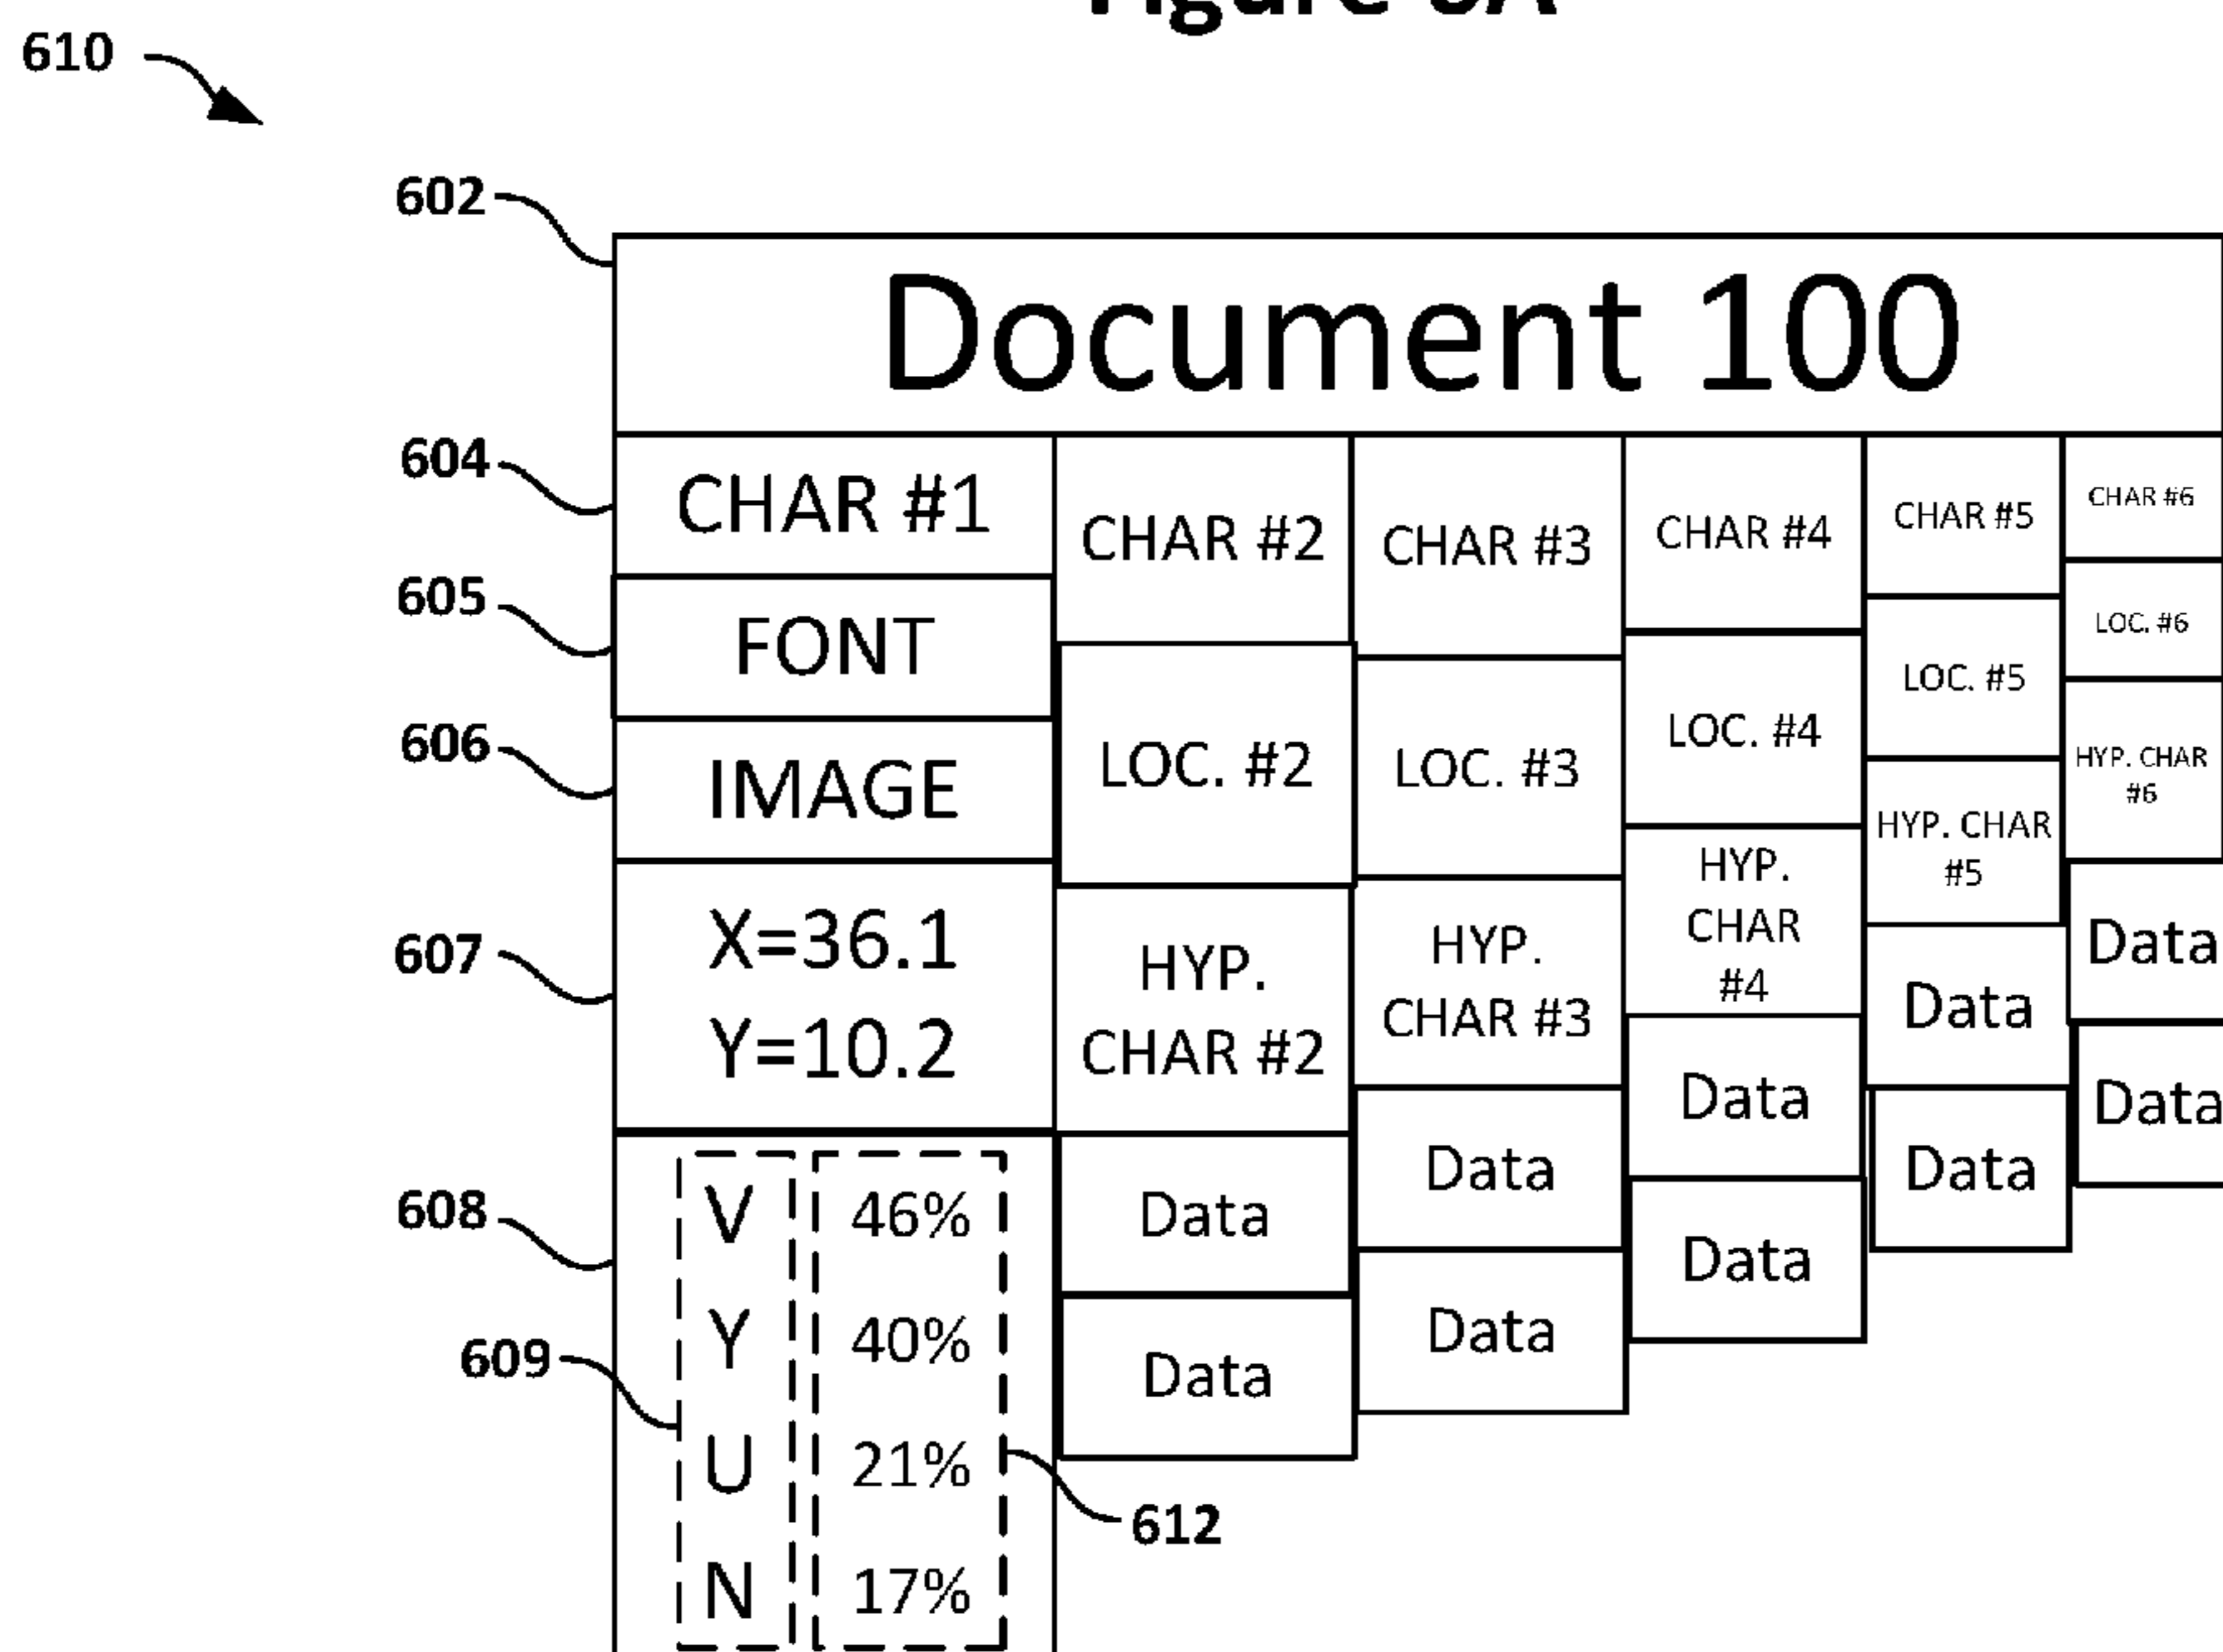 610
602
Document 100
604
CHAR #1
CHAR #2
CHAR #3
CHAR #4
CHAR #5
CHAR #6
605
FONT
LOC. #2
LOC. #3
LOC. #4
LOC. #5
LOC. #6
606
IMAGE
HYP.
CHAR #2
HYP.
CHAR #3
HYP.
CHAR
#4
HYP. CHAR
#5
HYP. CHAR
#6
607
X=36.1
Y=10.2
Data
Data
Data
Data
Data
608
V 46%
Y 40%
U 21%
N 17%
609
Data
Data
Data
Data
Data
612